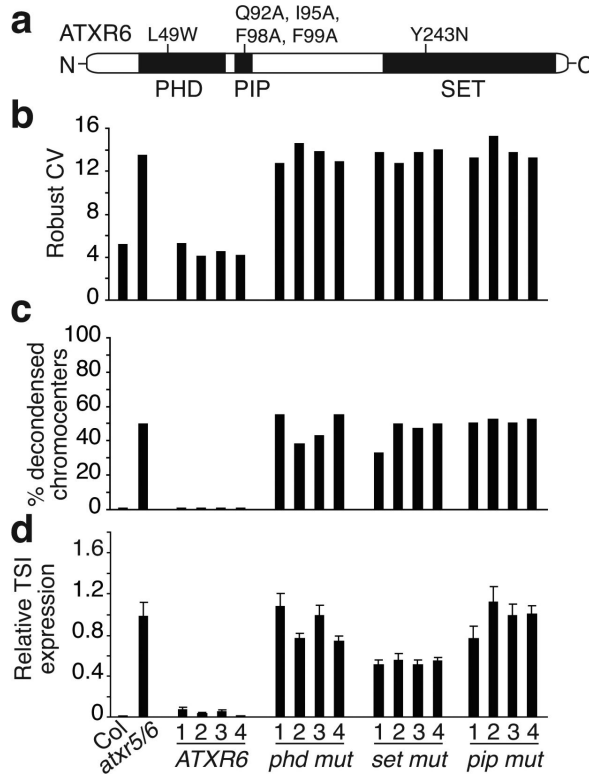 a
Q92A, I95A,
ATXR6 L49W F98A, F99A Y243N
N C
PHD PIP SET
b
Robust CV
16
12
8
4
0
c
% decondensed
chromocenters
100
80
60
40
20
0
d
Relative TSI
expression
1.6
1.2
0.8
0.4
0
Col
atxr5/6
1 2 3 4 1 2 3 4 1 2 3 4 1 2 3 4
ATXR6 phd mut set mut pip mut